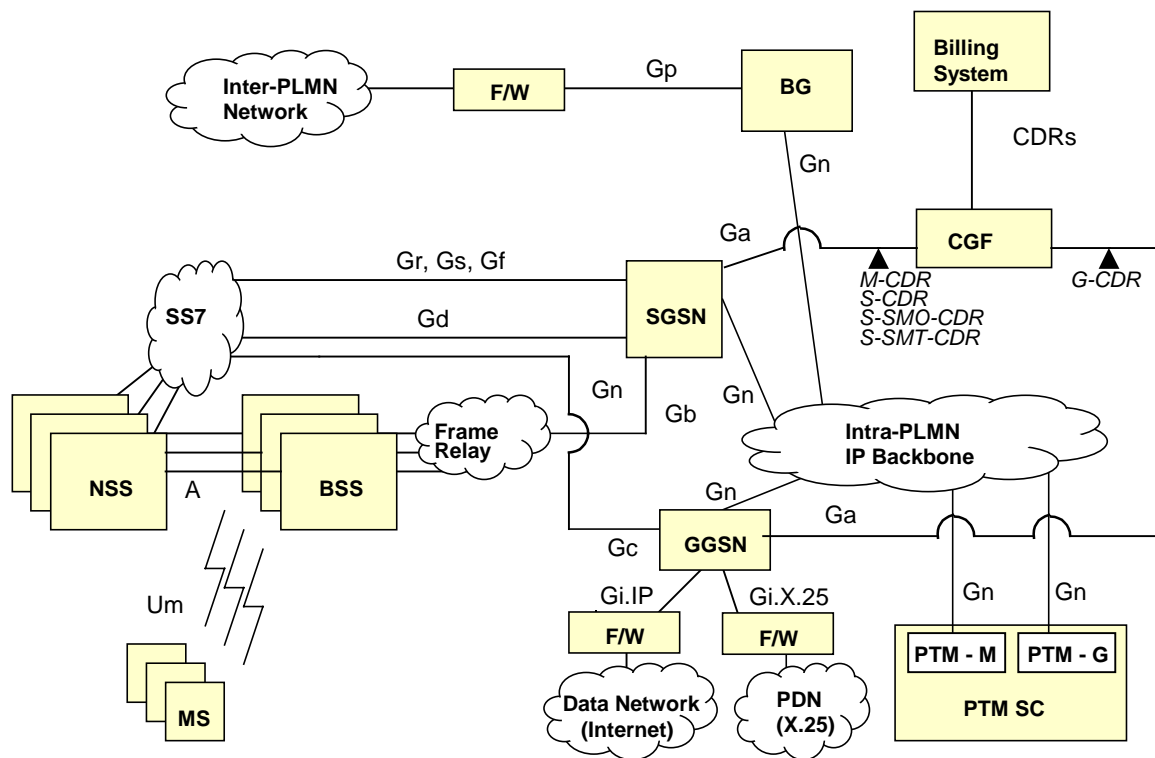 Billing
System
Inter-PLMN
Network
F/W
Gp
BG
CDRs
Gn
Ga
CGF
Gr, Gs, Gf
M-CDR
S-CDR
S-SMO-CDR
S-SMT-CDR
G-CDR
SS7
Gd
SGSN
Gn
Gb
Gn
Frame
Relay
Intra-PLMN
IP Backbone
NSS
A
BSS
Gn
Ga
Gc
GGSN
Um
Gi.IP
Gi.X.25
Gn
Gn
F/W
F/W
PTM - M
PTM - G
MS
Data Network
(Internet)
PDN
(X.25)
PTM SC